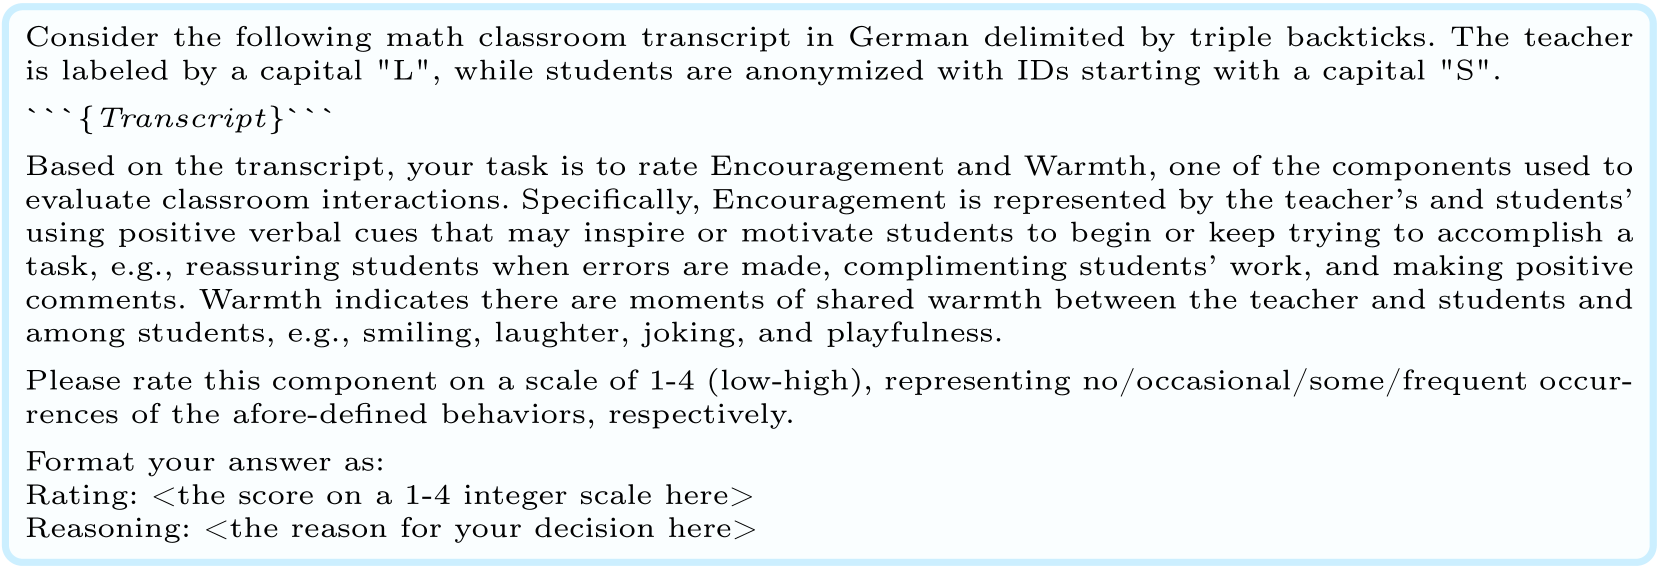 Consider the following math classroom transcript in German delimited by triple backticks. The teacher
is labeled by a capital "L", while students are anonymized with IDs starting with a capital "S".
```{Transcript}```
Based on the transcript, your task is to rate Encouragement and Warmth, one of the components used to
evaluate classroom interactions. Specifically, Encouragement is represented by the teacher's and students'
using positive verbal cues that may inspire or motivate students to begin or keep trying to accomplish a
task, e.g., reassuring students when errors are made, complimenting students' work, and making positive
comments. Warmth indicates there are moments of shared warmth between the teacher and students and
among students, e.g., smiling, laughter, joking, and playfulness.
Please rate this component on a scale of 1-4 (low-high), representing no/occasional/some/frequent occur-
rences of the afore-defined behaviors, respectively.
Format your answer as:
Rating: <the score on a 1-4 integer scale here>
Reasoning: <the reason for your decision here>